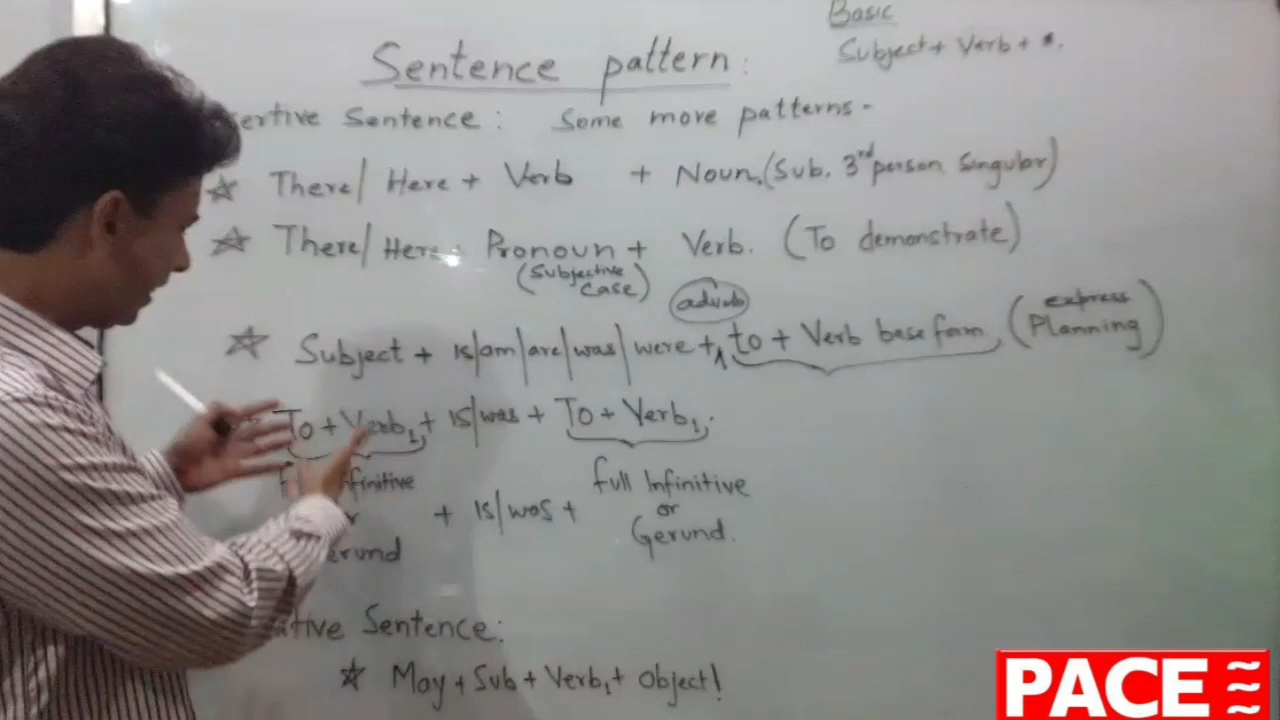 Basic
Subject + Verb + *.
Sentence pattern:
ertive Sentence: Some more patterns-
There/ Here + Verb + Noun. (Sub. 3rd person Singular)
There/ Here + Pronoun + Verb. (To demonstrate)
(Subjective case)
adverb
Subject + is/am/are/was/were + to + Verb base form (express Planning)
To + Verb1 + is/was + To + Verb1.
finitive + is/was + full Infinitive
or
erund Gerund.
ative Sentence:
May + Sub + Verb1 + Object!
PACE